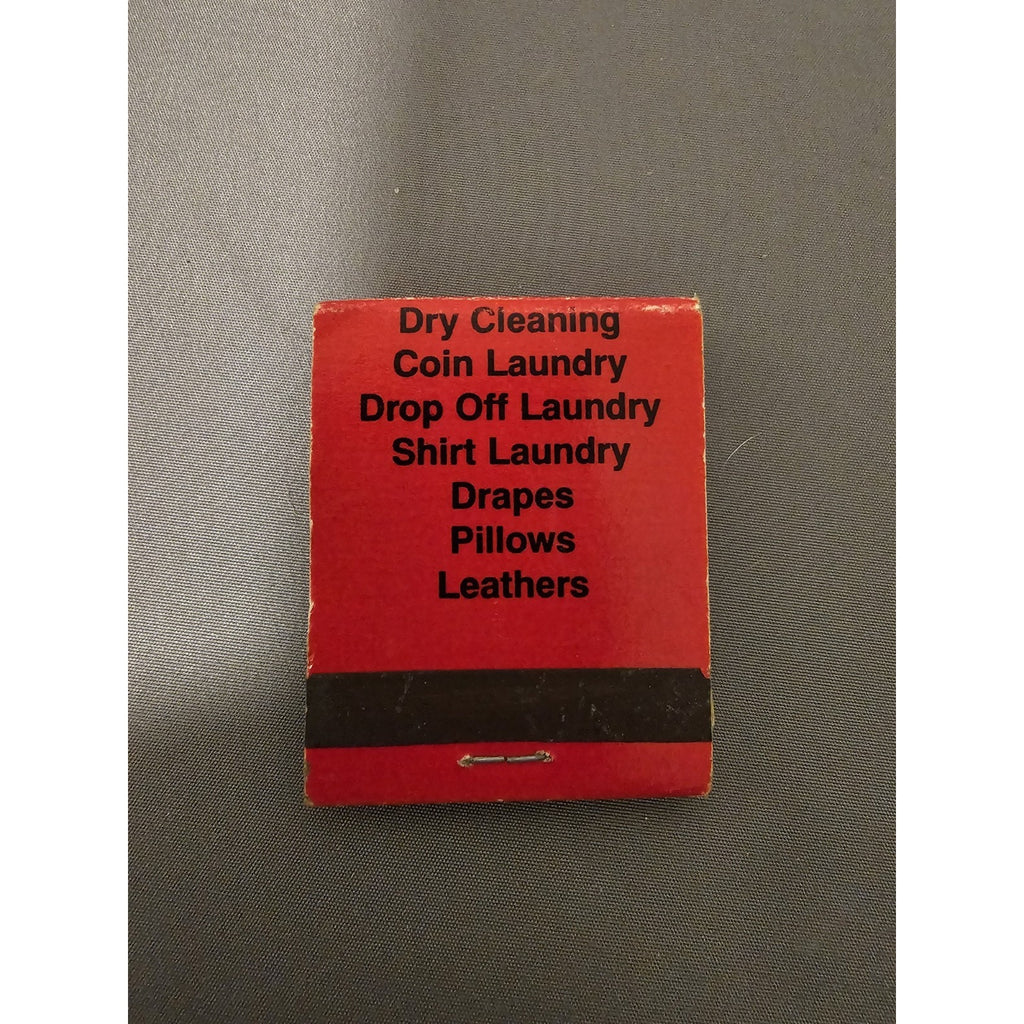 Dry Cleaning
Coin Laundry
Drop Off Laundry
Shirt Laundry
Drapes
Pillows
Leathers